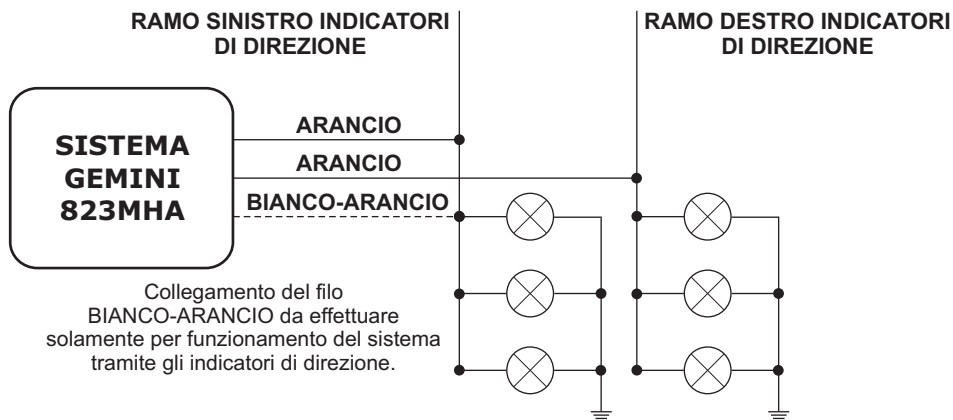 RAMO SINISTRO INDICATORI
DI DIREZIONE
RAMO DESTRO INDICATORI
DI DIREZIONE
SISTEMA
GEMINI
823MHA
ARANCIO
ARANCIO
BIANCO-ARANCIO
Collegamento del filo
BIANCO-ARANCIO da effettuare
solamente per funzionamento del sistema
tramite gli indicatori di direzione.